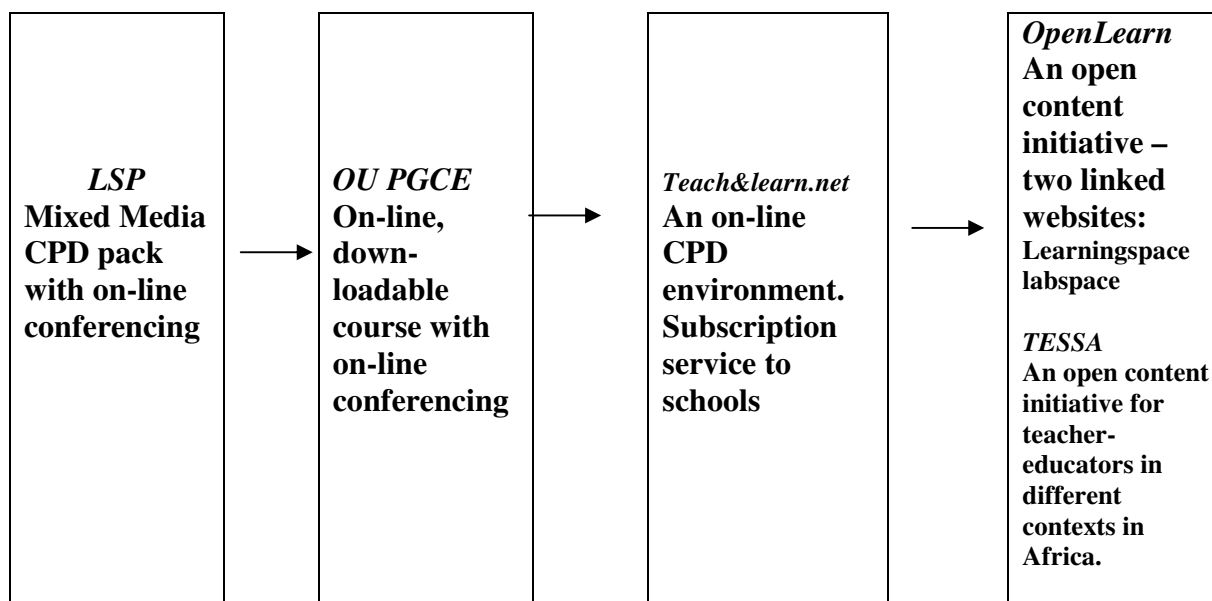 LSP
Mixed Media
CPD pack
with on-line
conferencing
OU PGCE
On-line,
down-
loadable
course with
on-line
conferencing
Teach&learn.net
An on-line
CPD
environment.
Subscription
service to
schools
OpenLearn
An open
content
initiative –
two linked
websites:
Learningspace
labspace
TESSA
An open content
initiative for
teacher-
educators in
different
contexts in
Africa.